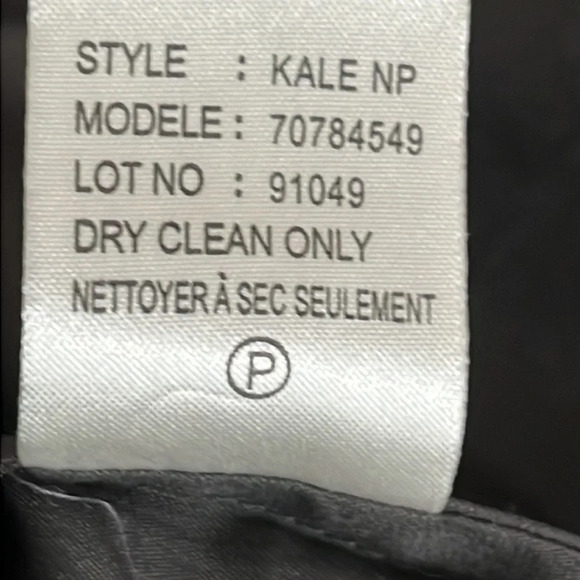 STYLE : KALE NP
MODELE : 70784549
LOT NO : 91049
DRY CLEAN ONLY
NETTOYER À SEC SEULEMENT
P